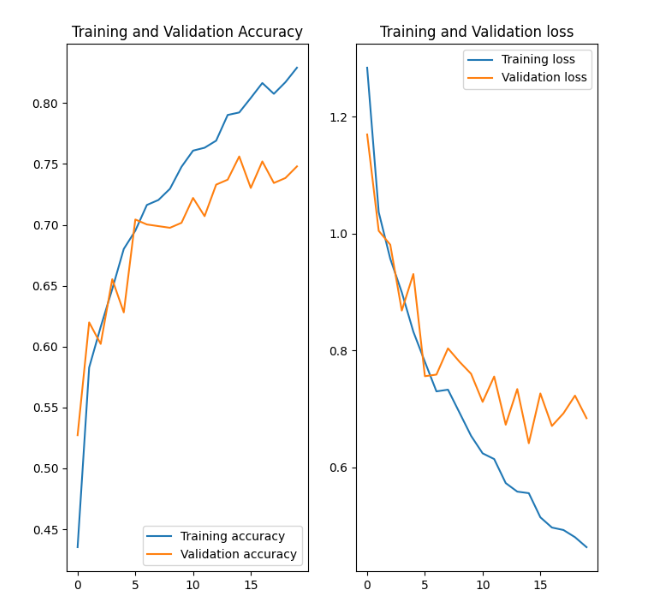 Training and Validation Accuracy
0.80
0.75
0.70
0.65
0.60
0.55
0.50
0.45
Training accuracy
Validation accuracy
0 5 10 15
Training and Validation loss
Training loss
Validation loss
1.2
1.0
0.8
0.6
0 5 10 15